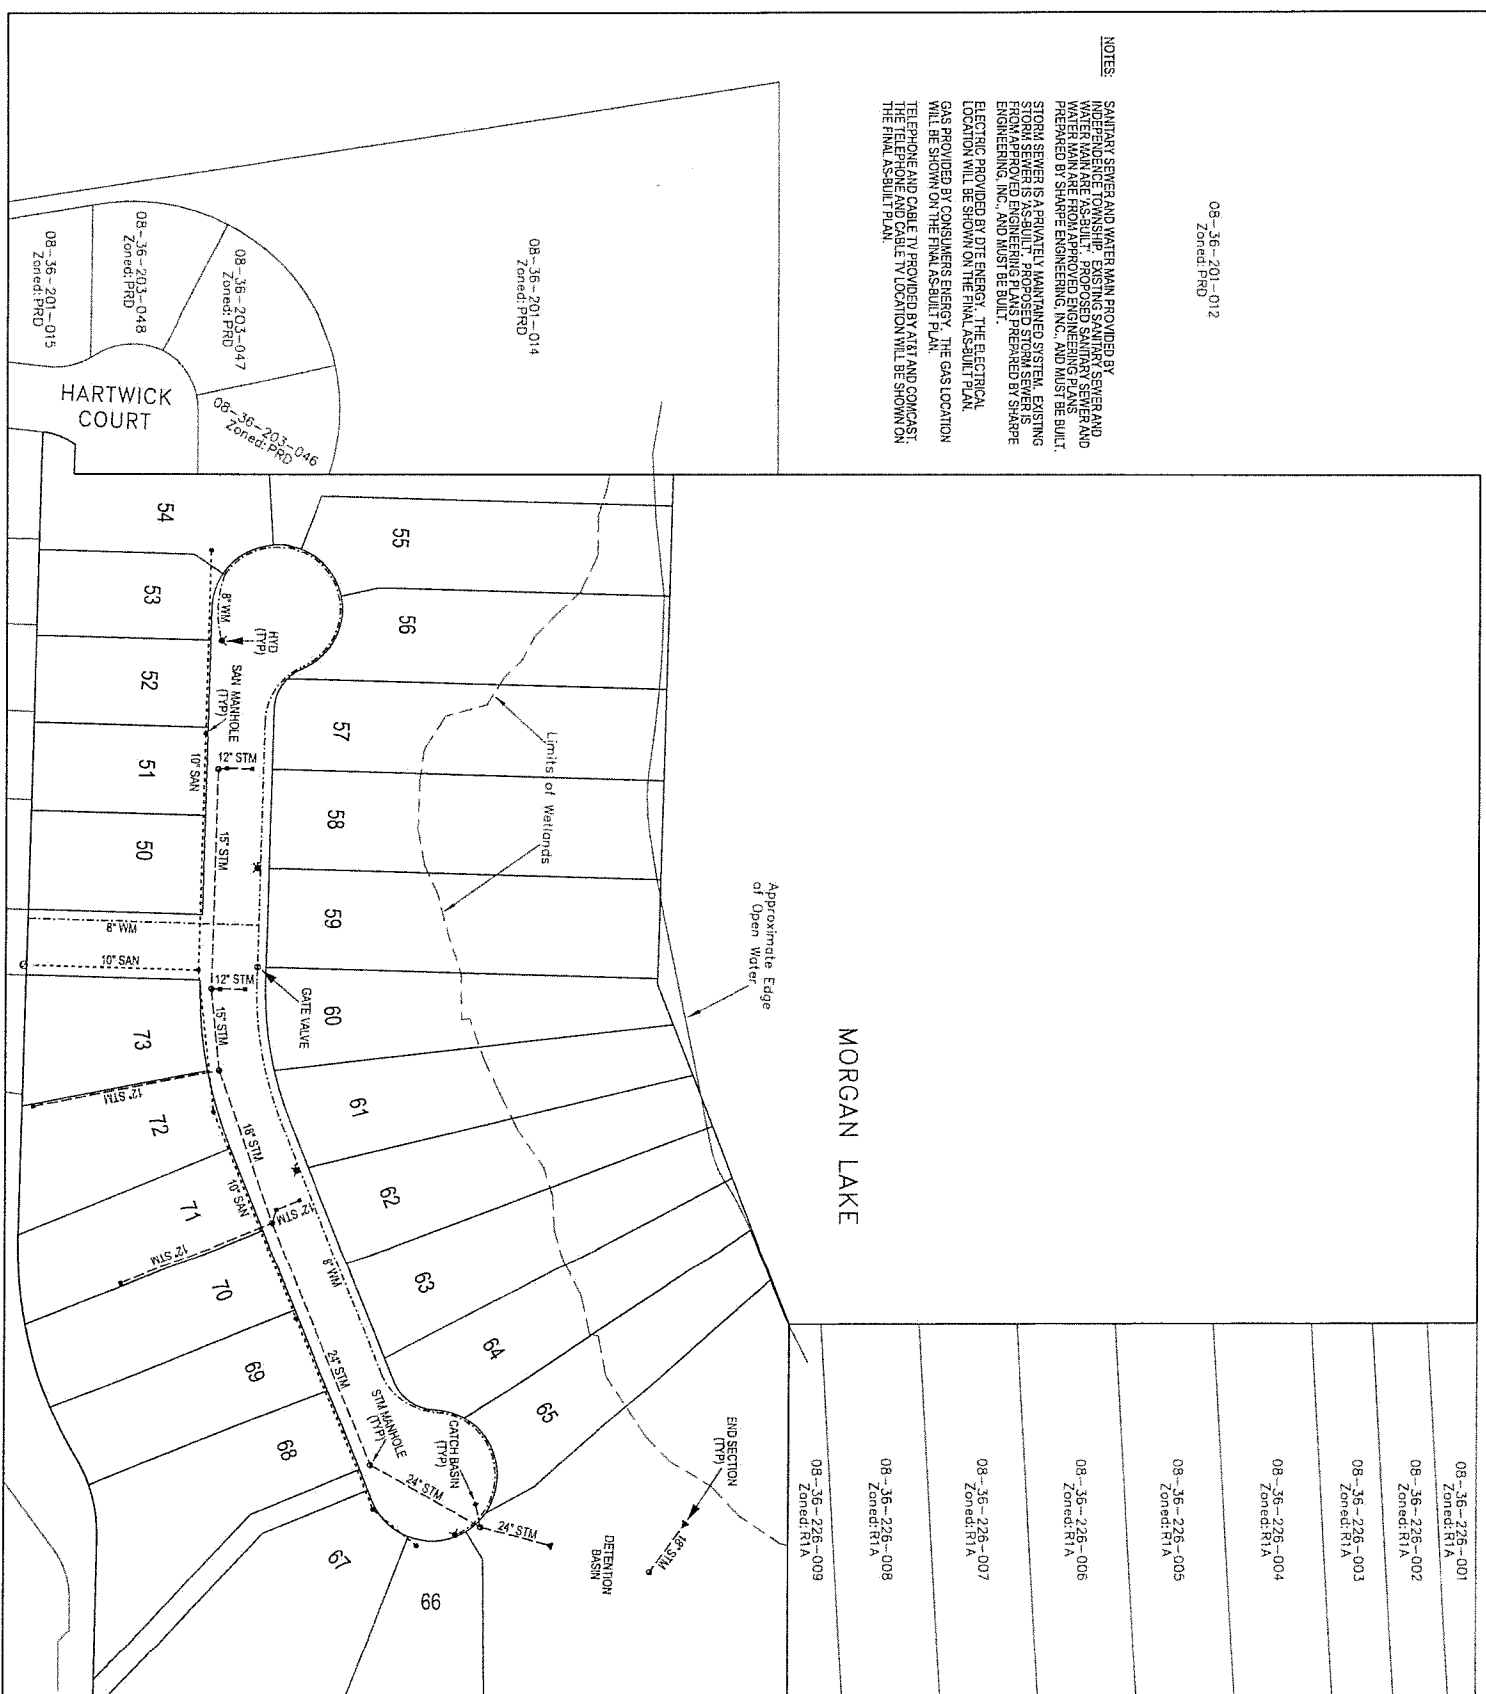 NOTES:
SANITARY SEWER AND WATER MAIN PROVIDED BY
INDEPENDENCE TOWNSHIP. EXISTING SANITARY SEWER AND
WATER MAIN ARE 'AS-BUILT'. PROPOSED SANITARY SEWER AND
WATER MAIN ARE FROM APPROVED ENGINEERING PLANS
PREPARED BY SHARPE ENGINEERING, INC., AND MUST BE BUILT.
STORM SEWER IS A PRIVATELY MAINTAINED SYSTEM. EXISTING
STORM SEWER IS 'AS-BUILT'. PROPOSED STORM SEWER IS
FROM APPROVED ENGINEERING PLANS PREPARED BY SHARPE
ENGINEERING, INC., AND MUST BE BUILT.
ELECTRIC PROVIDED BY DTE ENERGY. THE ELECTRICAL
LOCATION WILL BE SHOWN ON THE FINAL AS-BUILT PLAN.
GAS PROVIDED BY CONSUMERS ENERGY. THE GAS LOCATION
WILL BE SHOWN ON THE FINAL AS-BUILT PLAN.
TELEPHONE AND CABLE TV PROVIDED BY AT&T AND COMCAST.
THE TELEPHONE AND CABLE TV LOCATION WILL BE SHOWN ON
THE FINAL AS-BUILT PLAN.
08-36-201-012
Zoned: PRD
08-36-201-014
Zoned: PRD
08-36-203-047
Zoned: PRD
08-36-203-048
Zoned: PRD
08-36-201-015
Zoned: PRD
08-36-203-046
Zoned: PRD
HARTWICK
COURT
54
53
52
51
50
55
56
57
58
59
60
61
62
63
64
65
66
67
68
69
70
71
72
73
8" WM
HYD
(TYP)
SAN MANHOLE
(TYP)
10" SAN
12" STM
15" STM
8" WM
10" SAN
12" STM
GATE VALVE
15" STM
12" STM
18" STM
10" SAN
12" STM
12" STM
8" WM
24" STM
STM MANHOLE
(TYP)
CATCH BASIN
(TYP)
24" STM
24" STM
DETENTION
BASIN
END SECTION
(TYP)
18" STM
Limits of Wetlands
Approximate Edge
of Open Water
MORGAN LAKE
08-36-226-001
Zoned: R1A
08-36-226-002
Zoned: R1A
08-36-226-003
Zoned: R1A
08-36-226-004
Zoned: R1A
08-36-226-005
Zoned: R1A
08-36-226-006
Zoned: R1A
08-36-226-007
Zoned: R1A
08-36-226-008
Zoned: R1A
08-36-226-009
Zoned: R1A